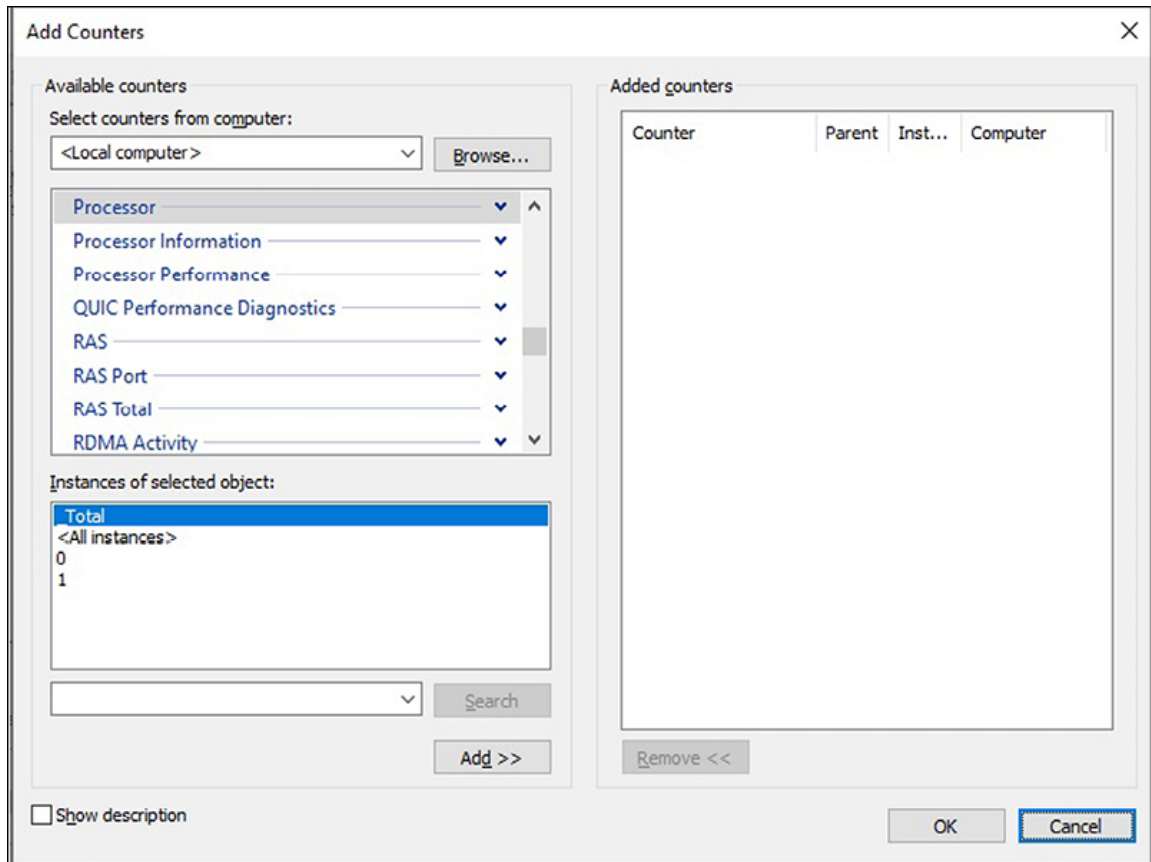 Add Counters
Available counters
Select counters from computer:
<Local computer>
Browse...
Processor
Processor Information
Processor Performance
QUIC Performance Diagnostics
RAS
RAS Port
RAS Total
RDMA Activity
Instances of selected object:
_Total
<All instances>
0
1
Search
Add >>
Show description
Added counters
Counter Parent Inst... Computer
Remove <<
OK Cancel